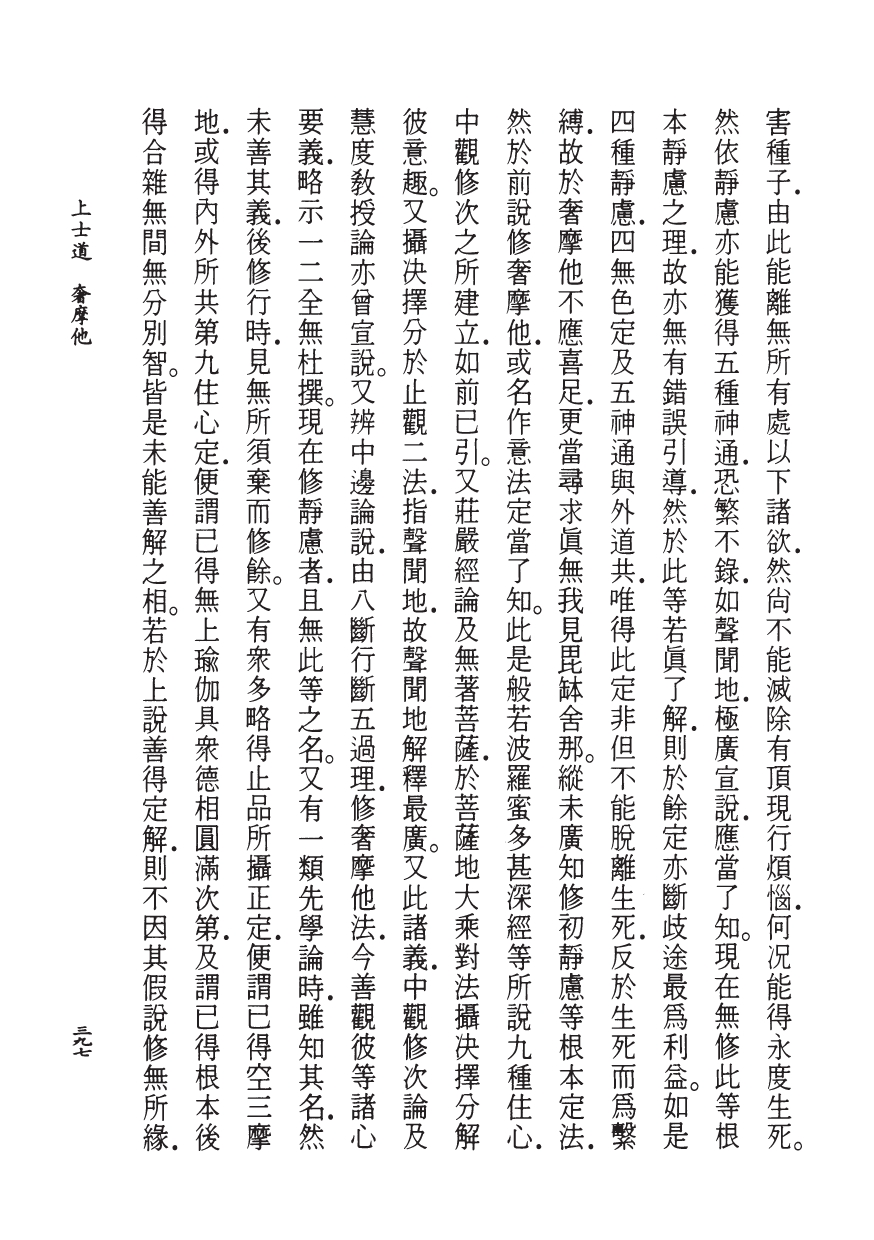 害種子．由此能離無所有處以下諸欲．然尙不能滅除有頂現行煩惱．何況能得永度生死。
然依靜慮亦能獲得五種神通．恐繁不錄．如聲聞地．極廣宣說．應當了知。現在無修此等根
本靜慮之理．故亦無有錯誤引導．然於此等若眞了解．則於餘定亦斷歧途最爲利益。如是
四種靜慮．四無色定及五神通與外道共．唯得此定非但不能脫離生死．反於生死而爲繫
縛．故於奢摩他不應喜足．更當尋求眞無我見毘缽舍那。縱未廣知修初靜慮等根本定法．
然於前說修奢摩他．或名作意法定當了知。此是般若波羅蜜多甚深經等所說九種住心．
中觀修次之所建立．如前已引。又莊嚴經論及無著菩薩．於菩薩地大乘對法攝决擇分解
彼意趣。又攝決擇分於止觀二法．指聲聞地．故聲聞地解釋最廣。又此諸義．中觀修次論及
慧度敎授論亦曾宣說。又辨中邊論說．由八斷行斷五過理．修奢摩他法．今善觀彼等諸心
要義．略示一二全無杜撰。現在修靜慮者．且無此等之名。又有一類先學論時．雖知其名．然
未善其義．後修行時．見無所須棄而修餘。又有衆多略得止品所攝正定．便謂已得空三摩
地．或得內外所共第九住心定．便謂已得無上瑜伽具衆德相圓滿次第．及謂已得根本後
得合雜無間無分別智。皆是未能善解之相。若於上說善得定解．則不因其假說修無所緣．
上士道　奢摩他
三九七